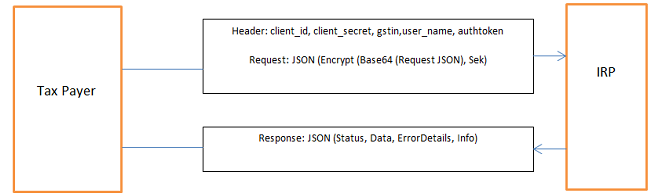 Header: client_id, client_secret, gstin,user_name, authtoken
Request: JSON (Encrypt (Base64 (Request JSON), Sek)
Tax Payer
IRP
Response: JSON (Status, Data, ErrorDetails, Info)